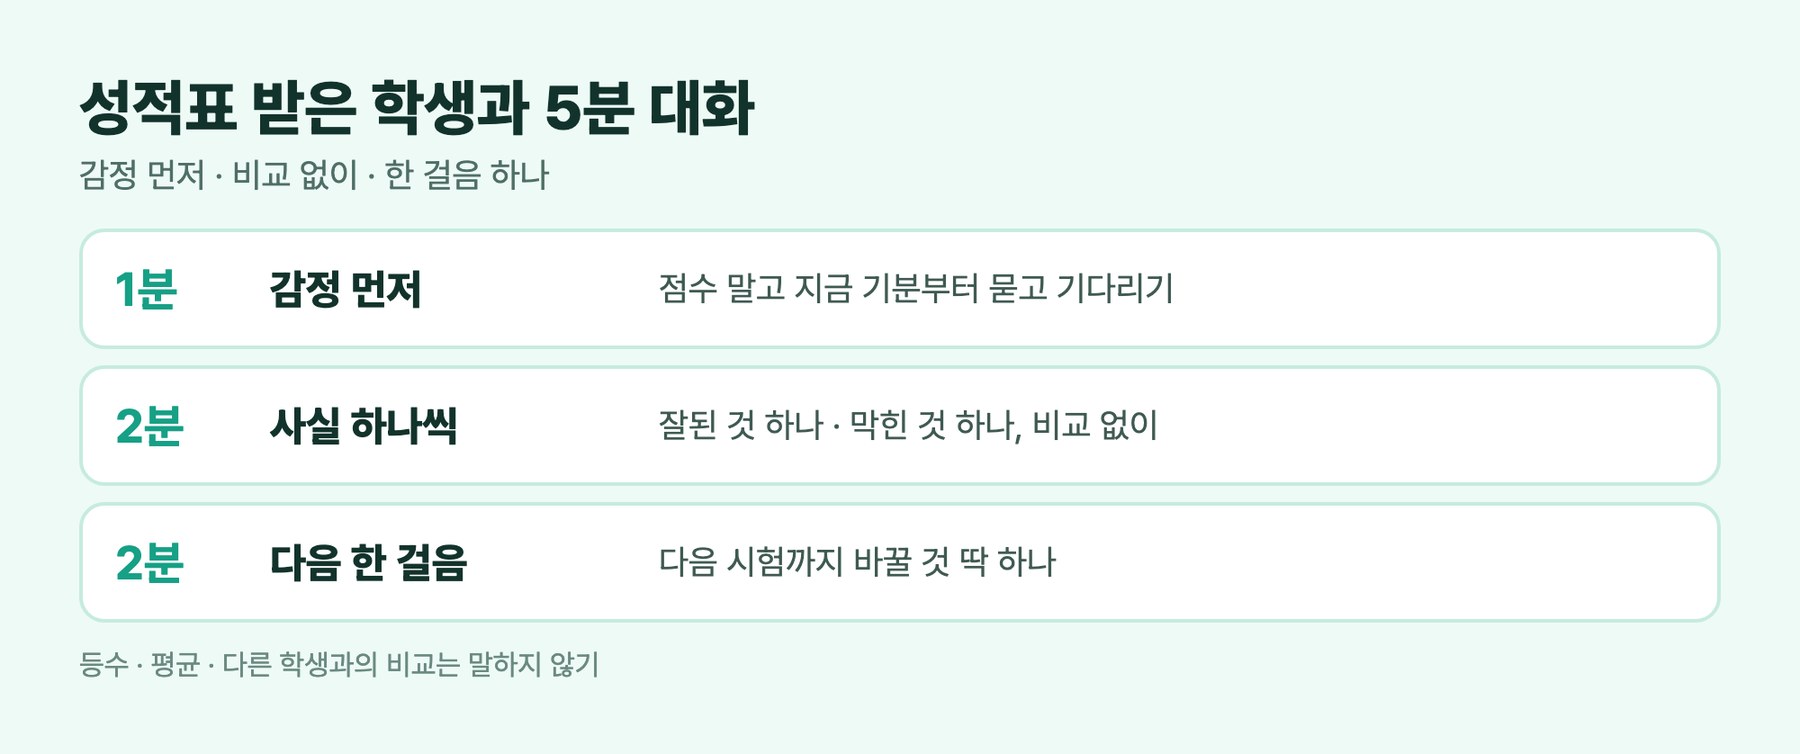 성적표 받은 학생과 5분 대화
감정 먼저 · 비교 없이 · 한 걸음 하나
1분 감정 먼저 점수 말고 지금 기분부터 묻고 기다리기
2분 사실 하나씩 잘된 것 하나 · 막힌 것 하나, 비교 없이
2분 다음 한 걸음 다음 시험까지 바꿀 것 딱 하나
등수 · 평균 · 다른 학생과의 비교는 말하지 않기